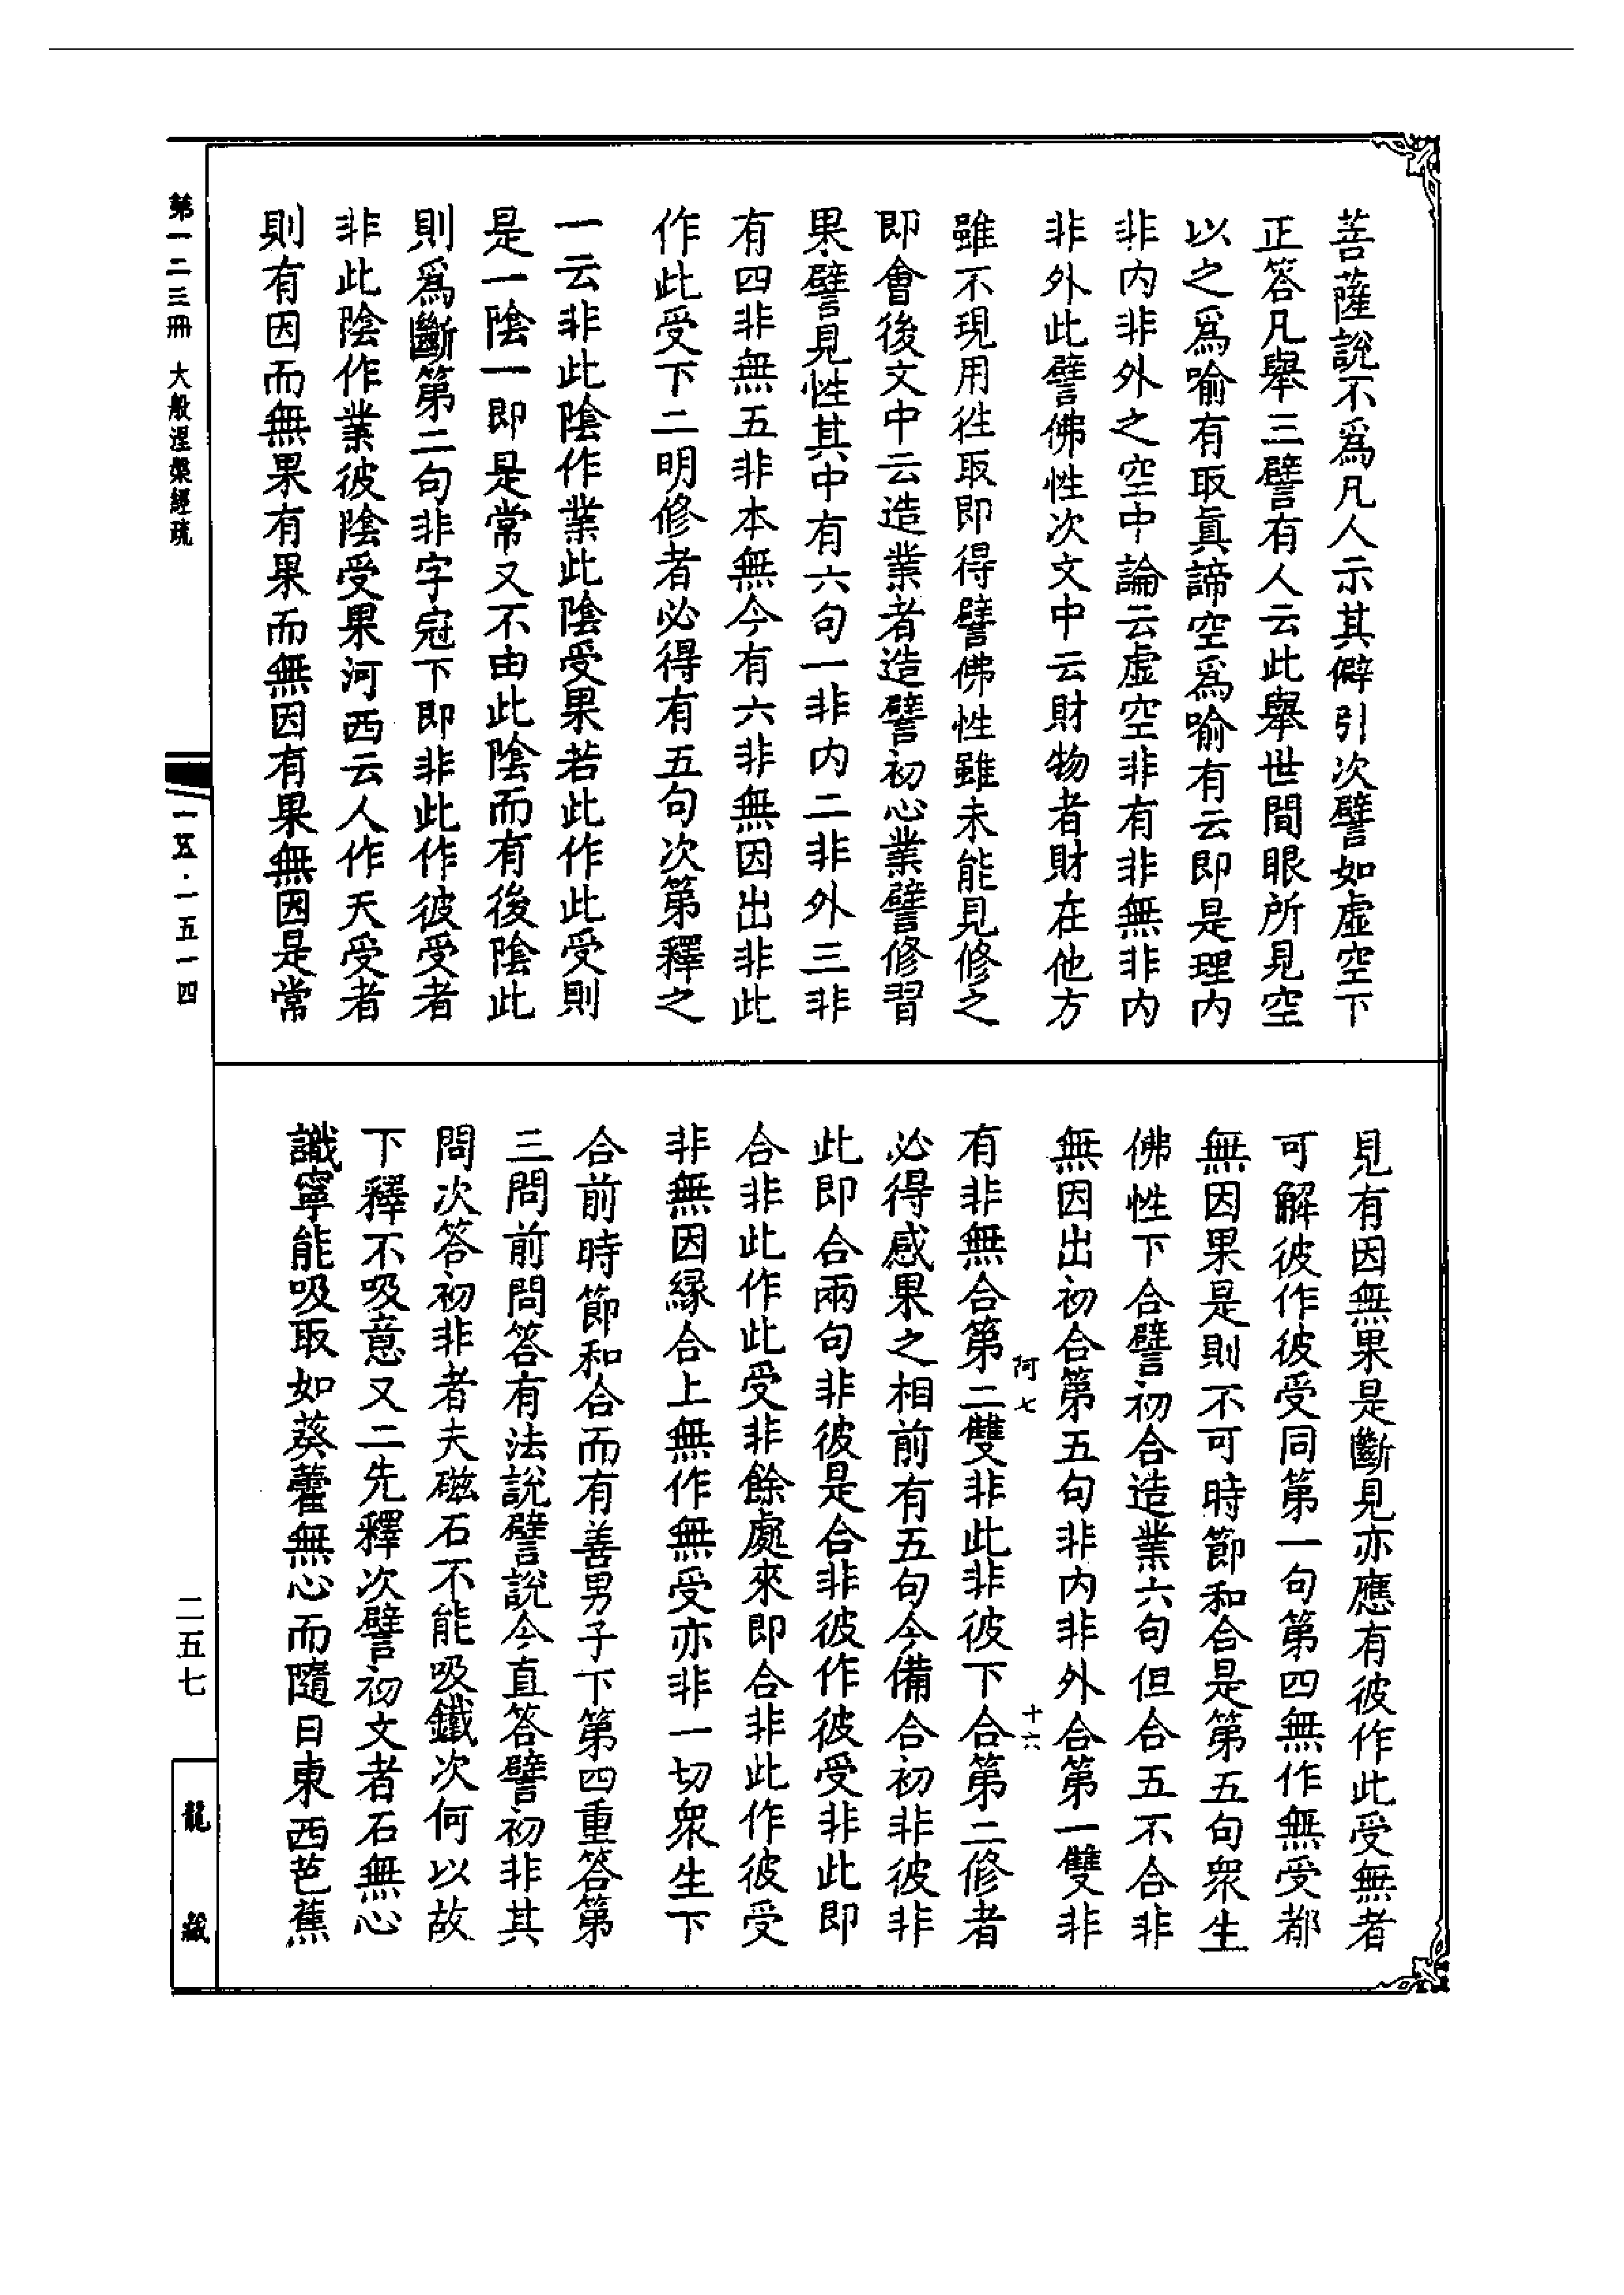 菩薩說不爲凡人示其僻引次譬如虛空下
正答凡舉三譬有人云此舉世間眼所見空
以之爲喻有取眞諦空爲喻有云即是理內
非內非外之空中論云虛空非有非無非內
非外此譬佛性次文中云財物者財在他方
雖不現用往取即得譬佛性雖未能見修之
即會後文中云造業者造譬初心業譬修習
果譬見性其中有六句一非內二非外三非
有四非無五非本無今有六非無因出非此
作此受下二明修者必得有五句次第釋之
一云非此陰作業此陰受果若此作此受則
是一陰一即是常又不由此陰而有後陰此
則爲斷第二句非字冠下即非此作彼受者
非此陰作業彼陰受果河西云人作天受者
則有因而無果有果而無因有果無因是常
見有因無果是斷見亦應有彼作此受無者
可解彼作彼受同第一句第四無作無受都
無因果是則不可時節和合是第五句衆生
佛性下合譬初合造業六句但合五不合非
無因出初合第五句非內非外合第一雙非
阿七
十六
有非無合第二雙非此非彼下合第二修者
必得感果之相前有五句今備合初非彼非
此即合兩句非彼是合非彼作彼受非此即
合非此作此受非餘處來即合非此作彼受
非無因緣合上無作無受亦非一切衆生下
合前時節和合而有善男子下第四重答第
三問前問答有法說譬說今直答譬初非其
問次答初非者夫磁石不能吸鐵次何以故
下釋不吸意又二先釋次譬初文者石無心
識寧能吸取如葵藿無心而隨日東西芭蕉
第一二三冊 大般涅槃經疏
一五·一五一四
二五七
龍藏